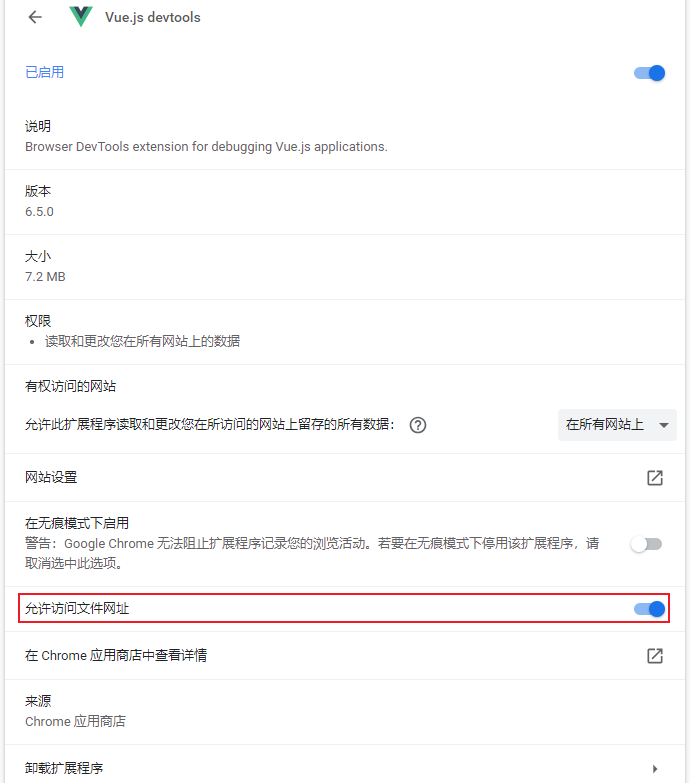 Vue.js devtools
已启用
说明
Browser DevTools extension for debugging Vue.js applications.
版本
6.5.0
大小
7.2 MB
权限
• 读取和更改您在所有网站上的数据
有权访问的网站
允许此扩展程序读取和更改您在所访问的网站上留存的所有数据： ?
在所有网站上
网站设置
在无痕模式下启用
警告：Google Chrome 无法阻止扩展程序记录您的浏览活动。若要在无痕模式下停用该扩展程序，请
取消选中此选项。
允许访问文件网址
在 Chrome 应用商店中查看详情
来源
Chrome 应用商店
卸载扩展程序